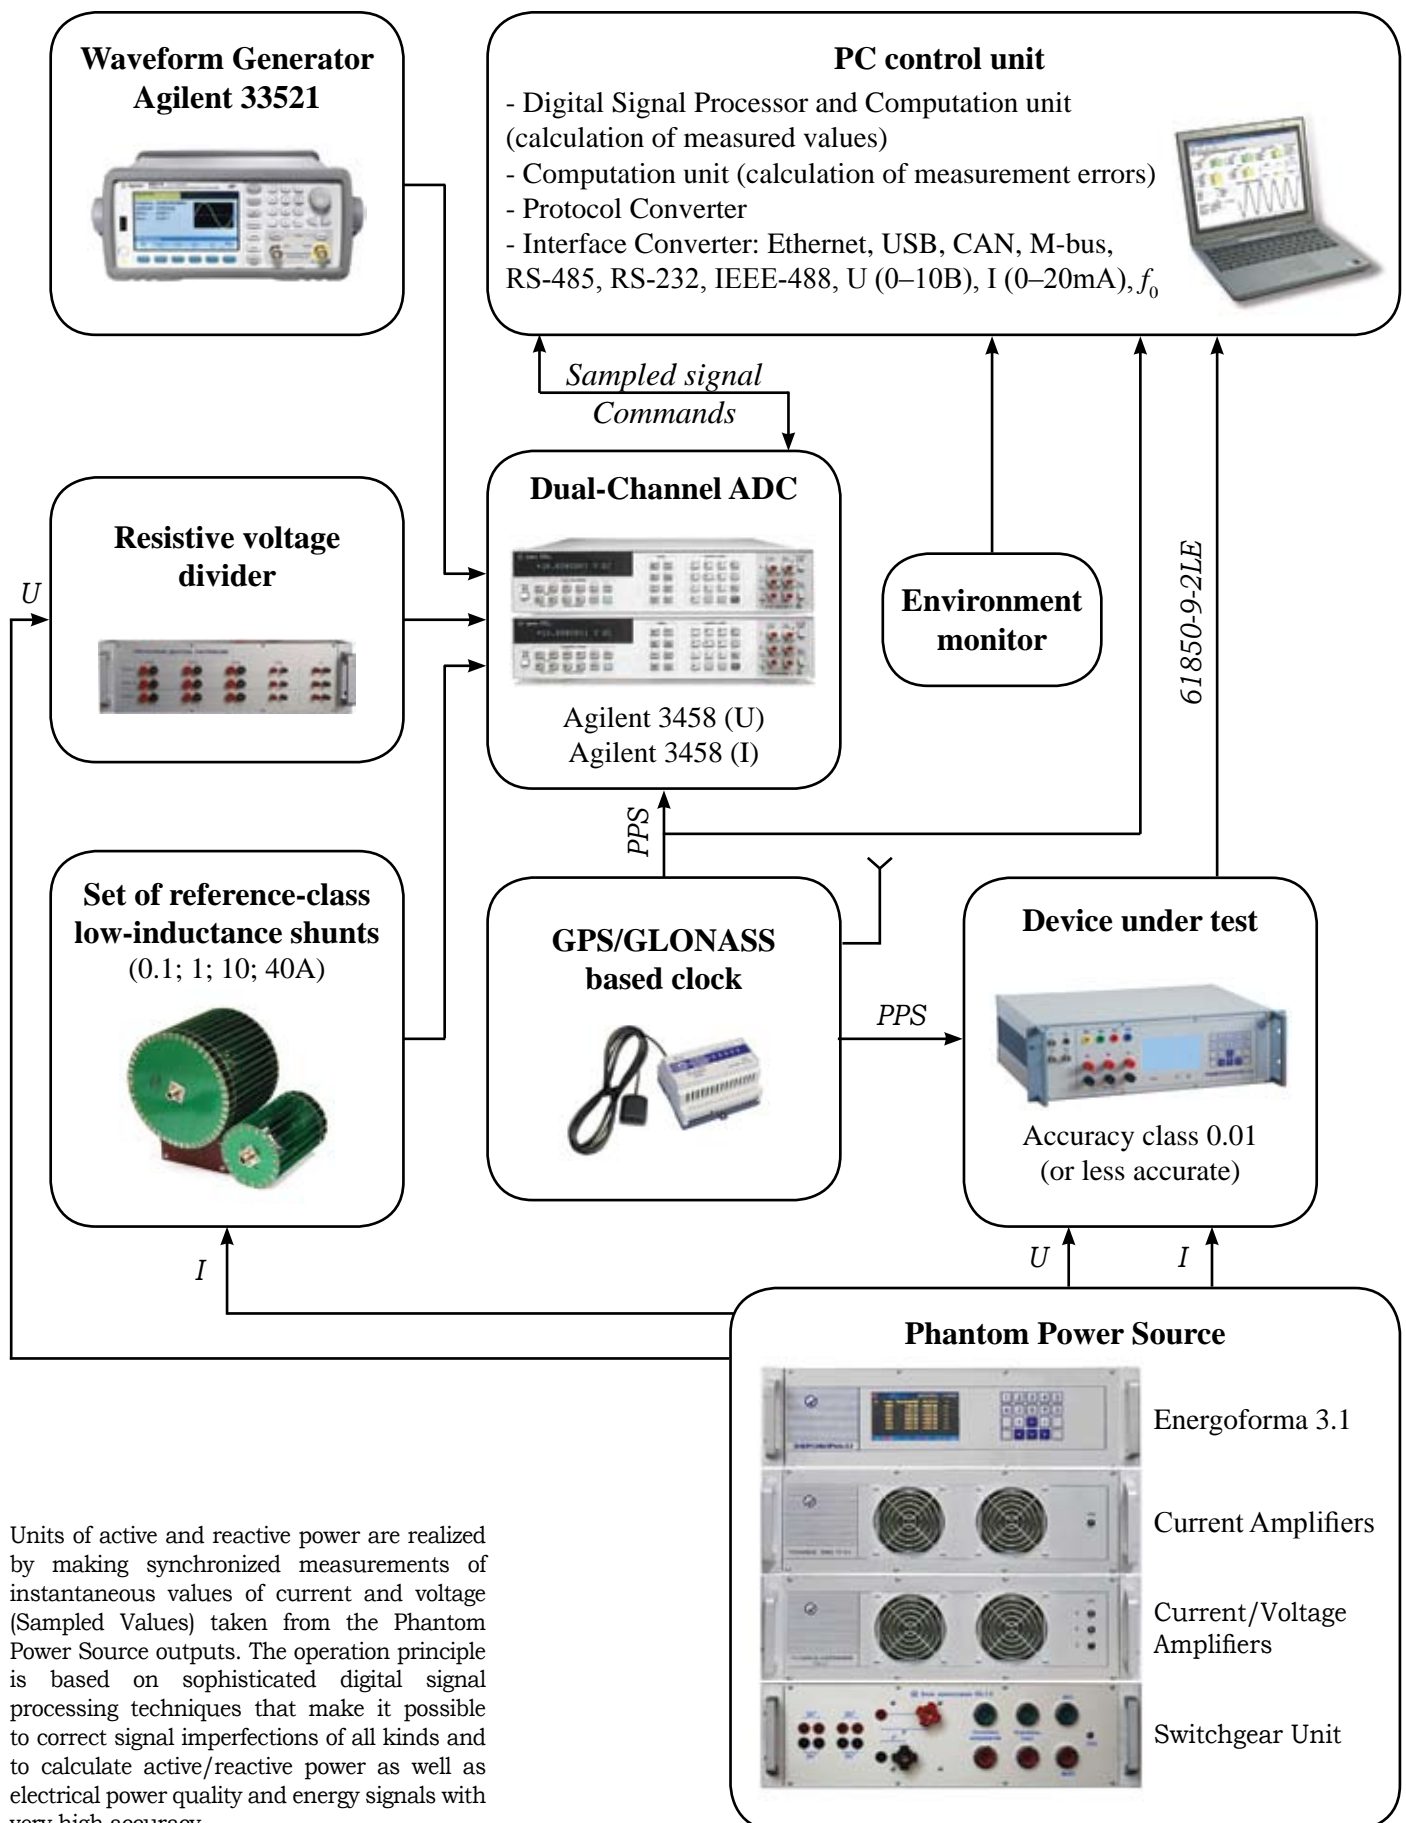 Waveform Generator
Agilent 33521
PC control unit
- Digital Signal Processor and Computation unit
(calculation of measured values)
- Computation unit (calculation of measurement errors)
- Protocol Converter
- Interface Converter: Ethernet, USB, CAN, M-bus,
RS-485, RS-232, IEEE-488, U (0–10B), I (0–20mA), f0
Sampled signal
Commands
Resistive voltage
divider
U
Dual-Channel ADC
Agilent 3458 (U)
Agilent 3458 (I)
Environment
monitor
61850-9-2LE
PPS
Set of reference-class
low-inductance shunts
(0.1; 1; 10; 40A)
GPS/GLONASS
based clock
PPS
Device under test
Accuracy class 0.01
(or less accurate)
I
U
I
Phantom Power Source
Energoforma 3.1
Current Amplifiers
Current/Voltage
Amplifiers
Switchgear Unit
Units of active and reactive power are realized
by making synchronized measurements of
instantaneous values of current and voltage
(Sampled Values) taken from the Phantom
Power Source outputs. The operation principle
is based on sophisticated digital signal
processing techniques that make it possible
to correct signal imperfections of all kinds and
to calculate active/reactive power as well as
electrical power quality and energy signals with
very high accuracy